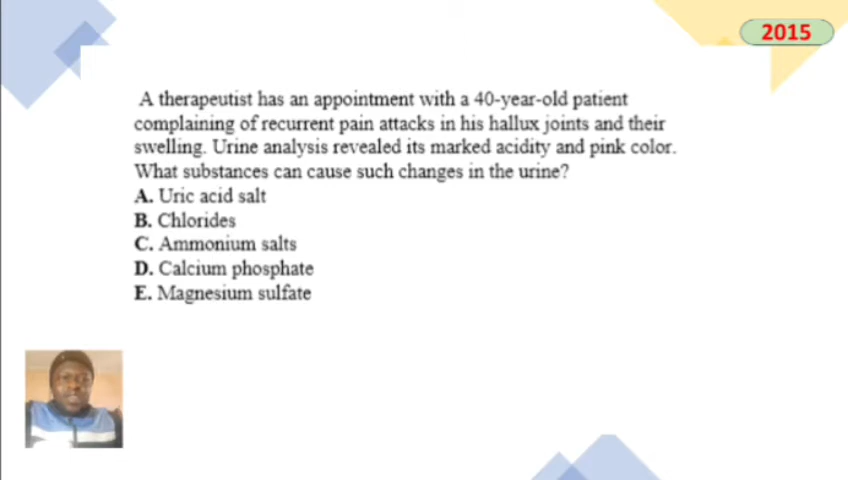 2015
A therapeutist has an appointment with a 40-year-old patient
complaining of recurrent pain attacks in his hallux joints and their
swelling. Urine analysis revealed its marked acidity and pink color.
What substances can cause such changes in the urine?
A. Uric acid salt
B. Chlorides
C. Ammonium salts
D. Calcium phosphate
E. Magnesium sulfate